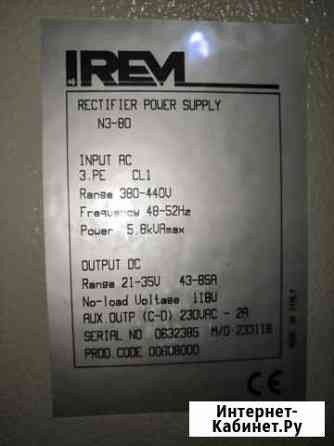 IREM
RECTIFIER POWER SUPPLY
N3-80
INPUT AC
3.PE CL1
Range 380-440V
Frequency 48-52Hz
Power 5.8kVAmax
OUTPUT DC
Range 21-35V 43-85A
No-load Voltage 118V
AUX.OUTP (C-D) 230VAC - 2A
SERIAL NO 0632385 M/O-233118
PROD.CODE
MADE IN ITALY
CE
Интернет-
Кабинет.Ру